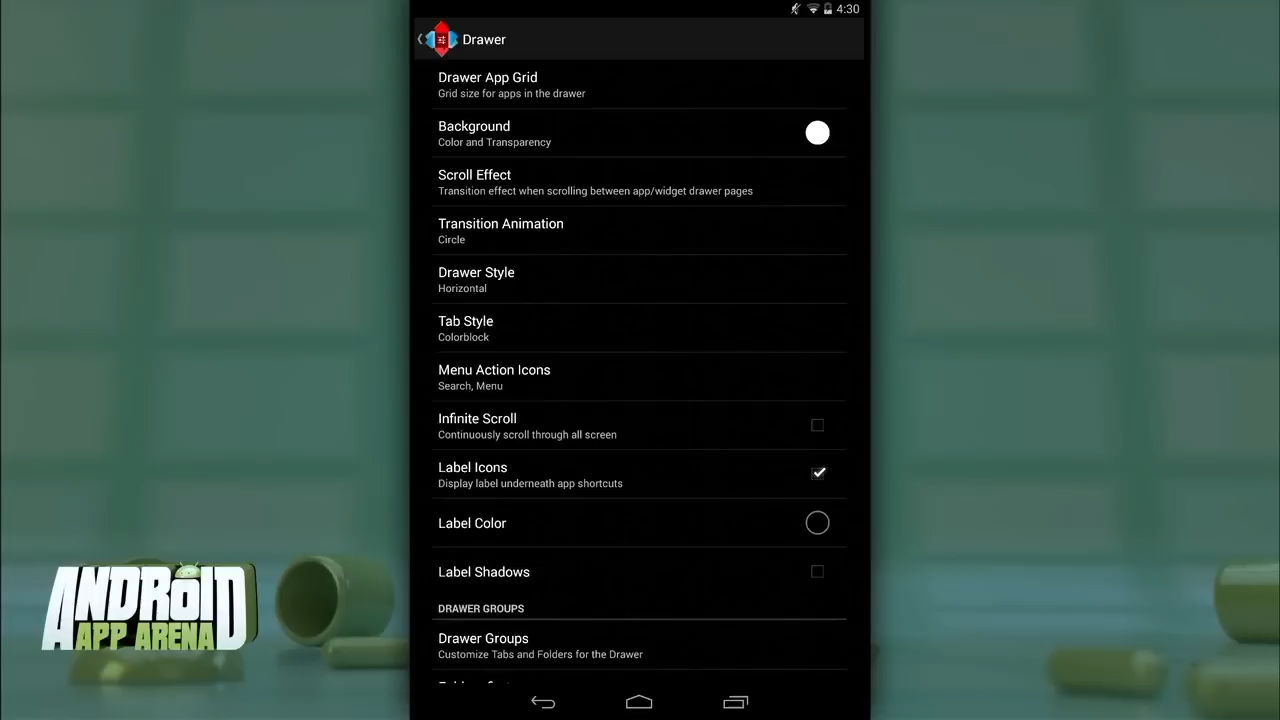 4:30
Drawer
Drawer App Grid
Grid size for apps in the drawer
Background
Color and Transparency
Scroll Effect
Transition effect when scrolling between app/widget drawer pages
Transition Animation
Circle
Drawer Style
Horizontal
Tab Style
Colorblock
Menu Action Icons
Search, Menu
Infinite Scroll
Continuously scroll through all screen
Label Icons
Display label underneath app shortcuts
Label Color
Label Shadows
DRAWER GROUPS
Drawer Groups
Customize Tabs and Folders for the Drawer
ANDROID
APP ARENA